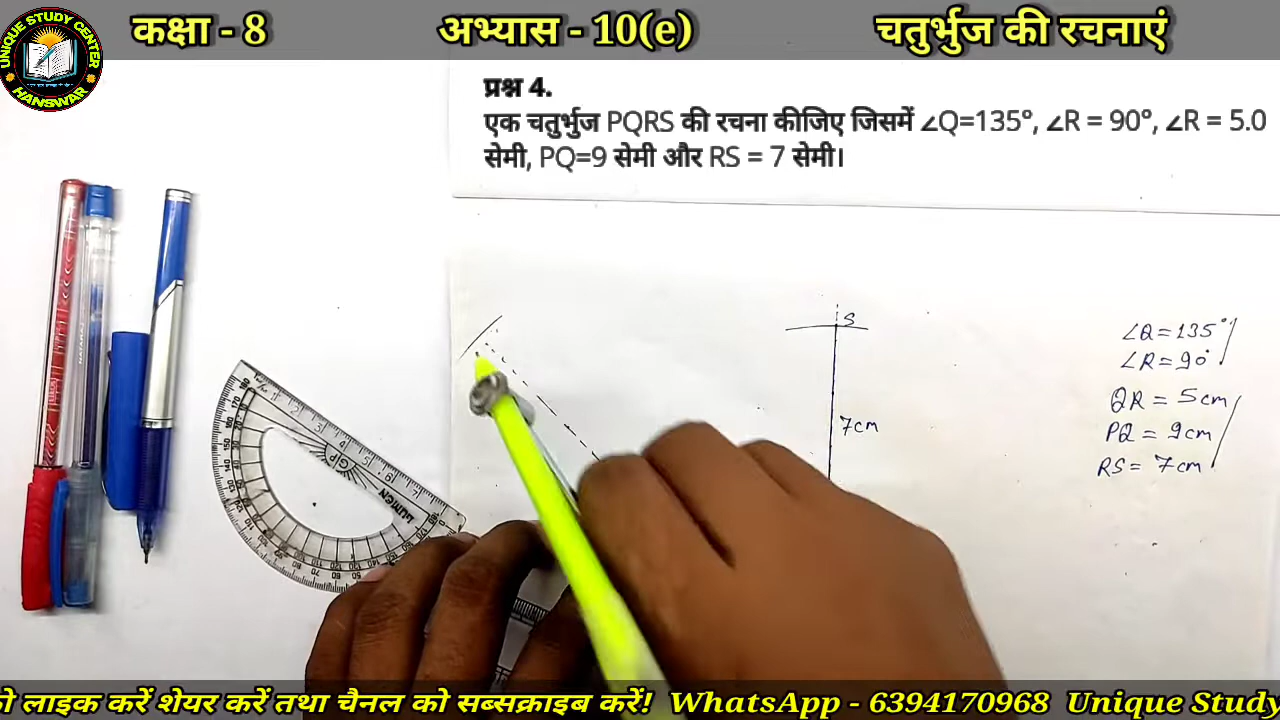 कक्षा - 8 अभ्यास - 10(e) चतुर्भुज की रचनाएं
UNIQUE STUDY CENTER
HANSWAR
प्रश्न 4.
एक चतुर्भुज PQRS की रचना कीजिए जिसमें ∠Q=135°, ∠R = 90°, ∠R = 5.0
सेमी, PQ=9 सेमी और RS = 7 सेमी।
S
7cm
∠Q = 135°
∠R = 90°
QR = 5cm
PQ = 9cm
RS = 7cm
GIP
LUMEN
को लाइक करें शेयर करें तथा चैनल को सब्सक्राइब करें! WhatsApp - 6394170968 Unique Study